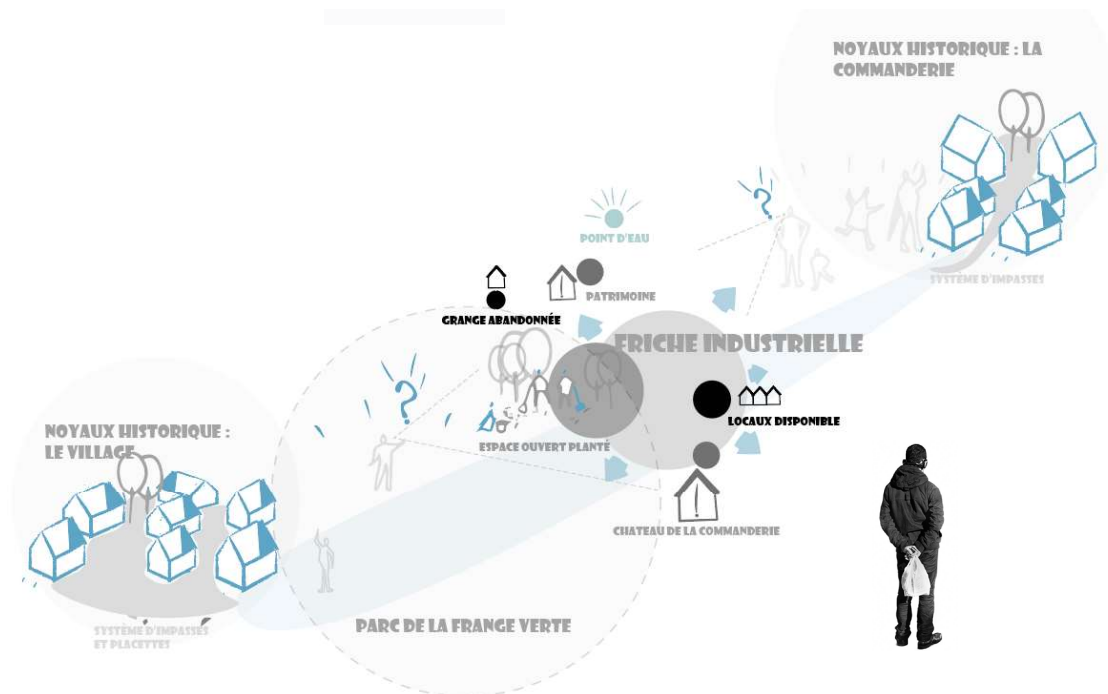 NOYAUX HISTORIQUE : LA
COMMANDERIE
SYSTÈME D'IMPASSES
POINT D'EAU
PATRIMOINE
GRANGE ABANDONNÉE
FRICHE INDUSTRIELLE
LOCAUX DISPONIBLE
ESPACE OUVERT PLANTÉ
CHATEAU DE LA COMMANDERIE
NOYAUX HISTORIQUE :
LE VILLAGE
SYSTÈME D'IMPASSES
ET PLACETTES
PARC DE LA FRANGE VERTE
?
?